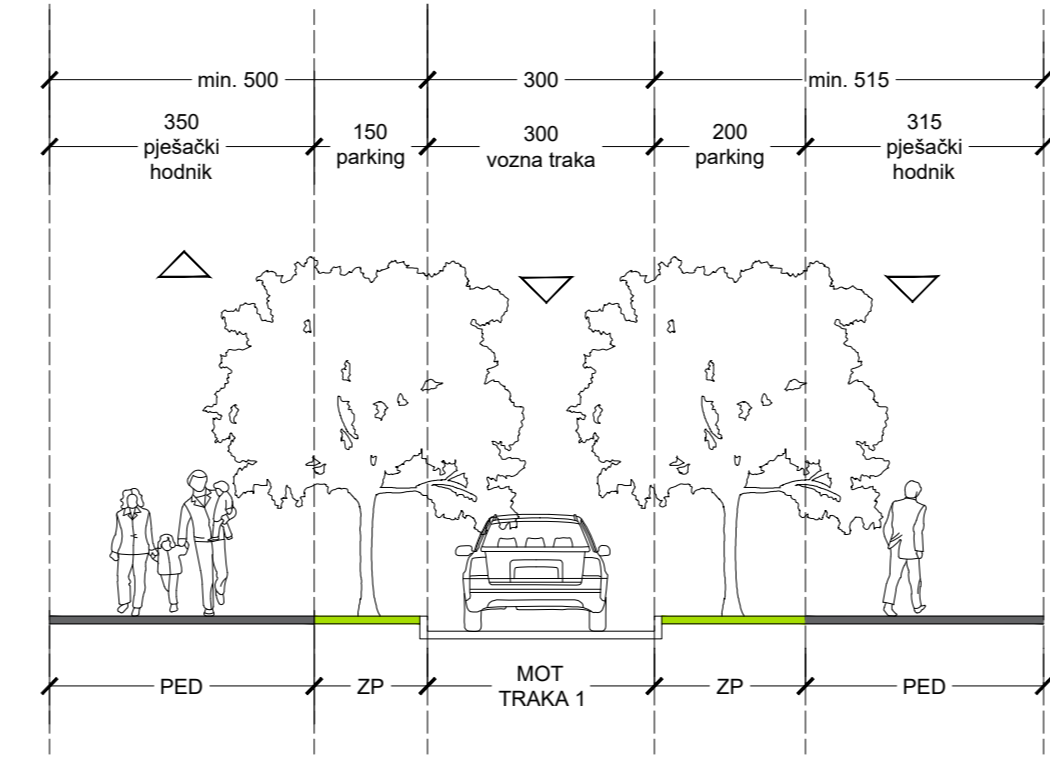 min. 500
300
min. 515
350
pješački
hodnik
150
parking
300
vozna traka
200
parking
315
pješački
hodnik
PED
ZP
MOT
TRAKA 1
ZP
PED